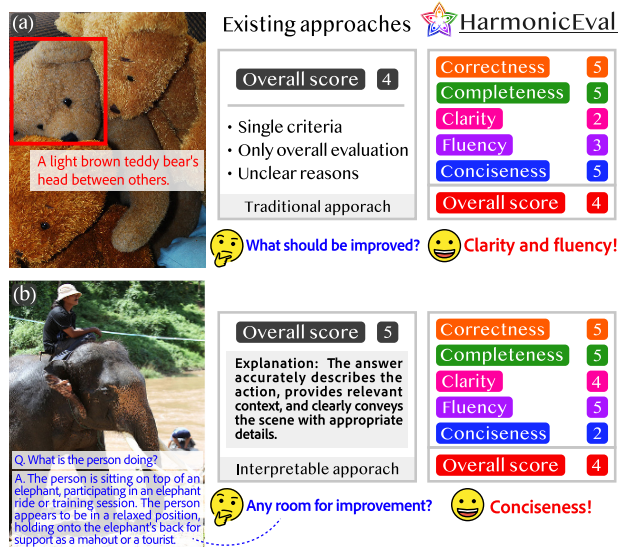 (a)
Existing approaches
HarmonicEval
A light brown teddy bear's
head between others.
Overall score 4
• Single criteria
• Only overall evaluation
• Unclear reasons
Traditional apporach
What should be improved?
Correctness 5
Completeness 5
Clarity 2
Fluency 3
Conciseness 5
Overall score 4
Clarity and fluency!
(b)
Q. What is the person doing?
A. The person is sitting on top of an
elephant, participating in an elephant
ride or training session. The person
appears to be in a relaxed position,
holding onto the elephant's back for
support as a mahout or a tourist.
Overall score 5
Explanation: The answer
accurately describes the
action, provides relevant
context, and clearly conveys
the scene with appropriate
details.
Interpretable apporach
Any room for improvement?
Correctness 5
Completeness 5
Clarity 4
Fluency 5
Conciseness 2
Overall score 4
Conciseness!